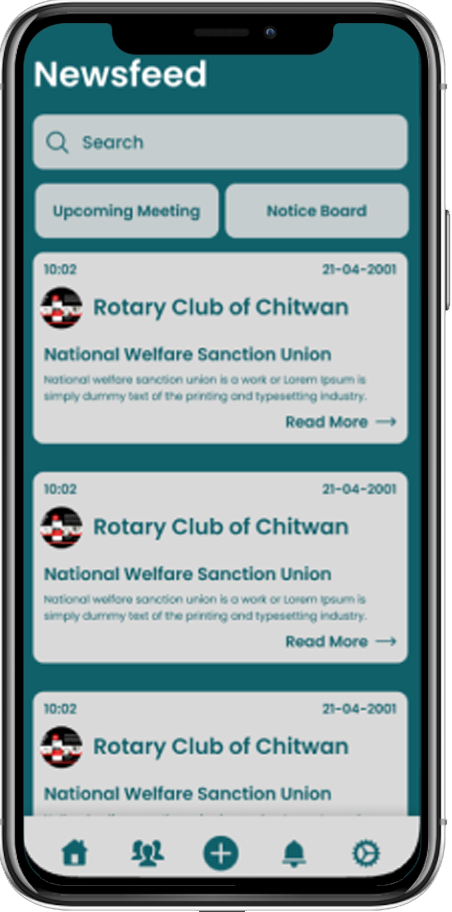 Newsfeed
Search
Upcoming Meeting
Notice Board
10:02
21-04-2001
Rotary Club of Chitwan
National Welfare Sanction Union
National welfare sanction union is a work or Lorem Ipsum is
simply dummy text of the printing and typesetting industry.
Read More
10:02
21-04-2001
Rotary Club of Chitwan
National Welfare Sanction Union
National welfare sanction union is a work or Lorem Ipsum is
simply dummy text of the printing and typesetting industry.
Read More
10:02
21-04-2001
Rotary Club of Chitwan
National Welfare Sanction Union